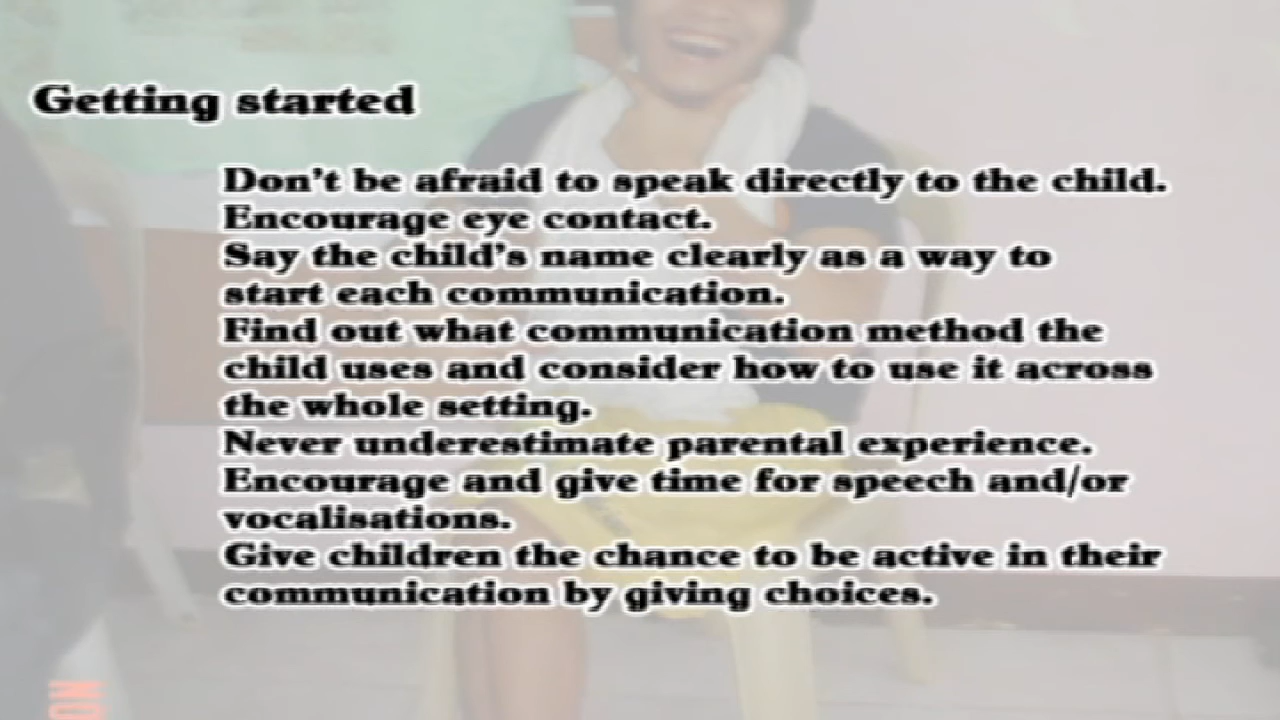 Getting started
Don't be afraid to speak directly to the child.
Encourage eye contact.
Say the child's name clearly as a way to
start each communication.
Find out what communication method the
child uses and consider how to use it across
the whole setting.
Never underestimate parental experience.
Encourage and give time for speech and/or
vocalisations.
Give children the chance to be active in their
communication by giving choices.